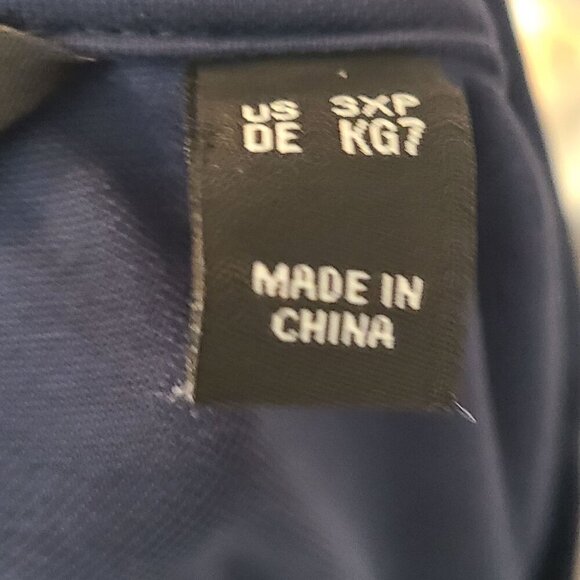 US 3XP
DE KG7
MADE IN
CHINA